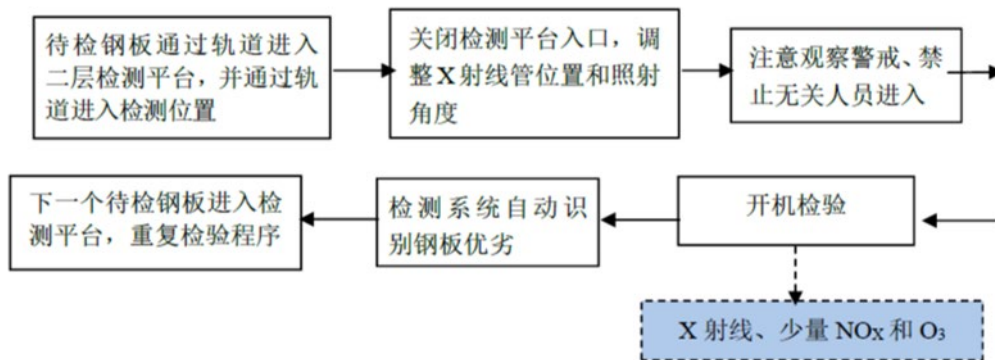 待检钢板通过轨道进入
二层检测平台，并通过轨
道进入检测位置
关闭检测平台入口，调
整 X 射线管位置和照射
角度
注意观察警戒、禁
止无关人员进入
开机检验
检测系统自动识
别钢板优劣
下一个待检钢板进入检
测平台，重复检验程序
X 射线、少量 NOX 和 O3